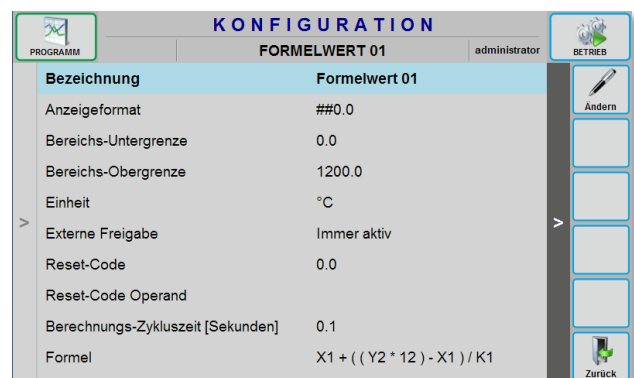 KONFIGURATION
PROGRAMM
FORMELWERT 01
administrator
BETRIEB
Bezeichnung Formelwert 01
Ändern
Anzeigeformat ##0.0
Bereichs-Untergrenze 0.0
Bereichs-Obergrenze 1200.0
Einheit °C
> Externe Freigabe Immer aktiv >
Reset-Code 0.0
Reset-Code Operand
Berechnungs-Zykluszeit [Sekunden] 0.1
Formel X1 + ( ( Y2 * 12 ) - X1 ) / K1
Zurück